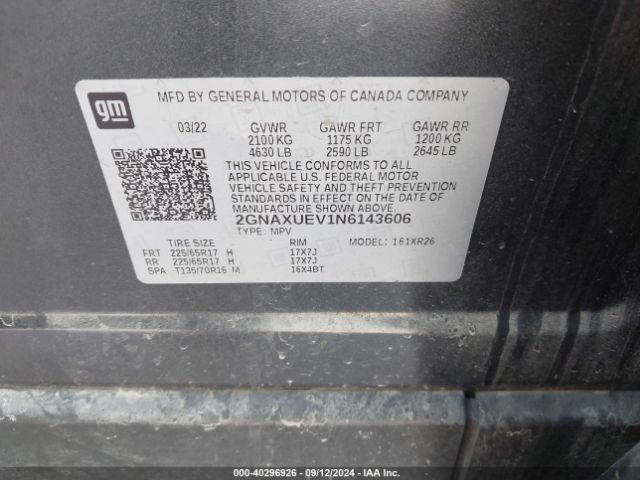 gm
MFD BY GENERAL MOTORS OF CANADA COMPANY
03/22 GVWR GAWR FRT GAWR RR
2100 KG 1175 KG 1200 KG
4630 LB 2590 LB 2645 LB
THIS VEHICLE CONFORMS TO ALL
APPLICABLE U.S. FEDERAL MOTOR
VEHICLE SAFETY AND THEFT PREVENTION
STANDARDS IN EFFECT ON THE DATE OF
MANUFACTURE SHOWN ABOVE.
2GNAXUEV1N6143606
TYPE: MPV MODEL: 161XR26
TIRE SIZE RIM
FRT 225/65R17 H 17X7J
RR 225/65R17 H 17X7J
SPA T135/70R16 M 16X4BT
000-40296926 - 09/12/2024 - IAA Inc.